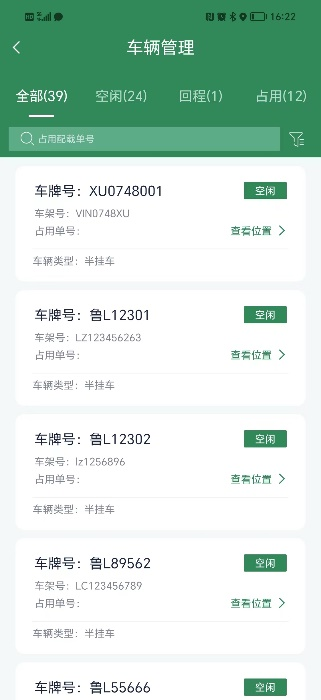 16:22
车辆管理
全部(39) 空闲(24) 回程(1) 占用(12)
占用配载单号
车牌号：XU0748001 空闲
车架号：VIN0748XU
占用单号： 查看位置
车辆类型：半挂车
车牌号：鲁L12301 空闲
车架号：LZ123456263
占用单号： 查看位置
车辆类型：半挂车
车牌号：鲁L12302 空闲
车架号：lz1256896
占用单号： 查看位置
车辆类型：半挂车
车牌号：鲁L89562 空闲
车架号：LC123456789
占用单号： 查看位置
车辆类型：半挂车
车牌号：鲁L55666 空闲